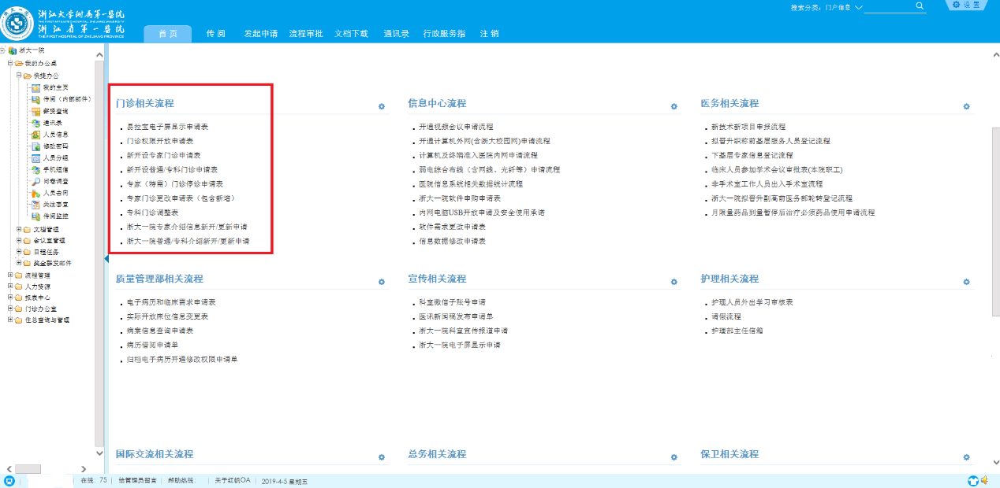 浙江大学附属第一医院
THE FIRST AFFILIATED HOSPITAL, ZHEJIANG UNIVERSITY
浙江省第一医院
THE FIRST HOSPITAL OF ZHEJIANG PROVINCE
搜索分类: 门户信息
设 置
首 页 传 阅 发起申请 流程审批 文档下载 通讯录 行政服务指 注 销
浙大一院
我的办公桌
快捷办公
我的主页
传阅（内部邮件）
薪资查询
通讯录
人员信息
修改密码
人员分组
手机短信
问卷调查
人员去向
关注事宜
传阅监控
文档管理
会议室管理
日程任务
奖金群发邮件
流程管理
人力资源
报表中心
门诊办公室
住总查询与管理
门诊相关流程
易拉宝电子屏显示申请表
门诊权限开放申请表
新开设专家门诊申请表
新开设普通/专科门诊申请表
专家（特需）门诊停诊申请表
专家门诊更改申请表（包含新增）
专科门诊调整表
浙大一院专家介绍信息新开/更新申请
浙大一院普通/专科介绍新开/更新申请
信息中心流程
开通视频会议申请流程
开通计算机外网(含浙大校园网)申请流程
计算机及终端准入医院内网申请流程
弱电综合布线（含网线、光纤等）申请流程
医院信息系统相关数据统计流程
浙大一院软件申购申请表
内网电脑USB开放申请及安全使用承诺
软件需求更改申请表
信息数据修改申请表
医务相关流程
新技术新项目申报流程
拟晋升职称前基层服务人员登记流程
下基层专家信息登记流程
临床人员参加学术会议审批表(本院职工)
非手术室工作人员出入手术室流程
浙大一院拟晋升副高前医务部轮转登记流程
月限量药品到量暂停后治疗必须药品使用申请流程
质量管理部相关流程
电子病历和临床需求申请表
实际开放床位信息变更表
病案信息查询申请表
病历借阅申请单
归档电子病历开通修改权限申请单
宣传相关流程
科室微信子账号申请
医讯新闻稿发布申请单
浙大一院科室宣传报道申请
浙大一院电子屏显示申请
护理相关流程
护理人员外出学习审核表
请假流程
护理部主任信箱
国际交流相关流程
总务相关流程
保卫相关流程
在线: 75 | 给管理员留言 | 帮助热线: | 关于红帆OA | 2019-4-5 星期五